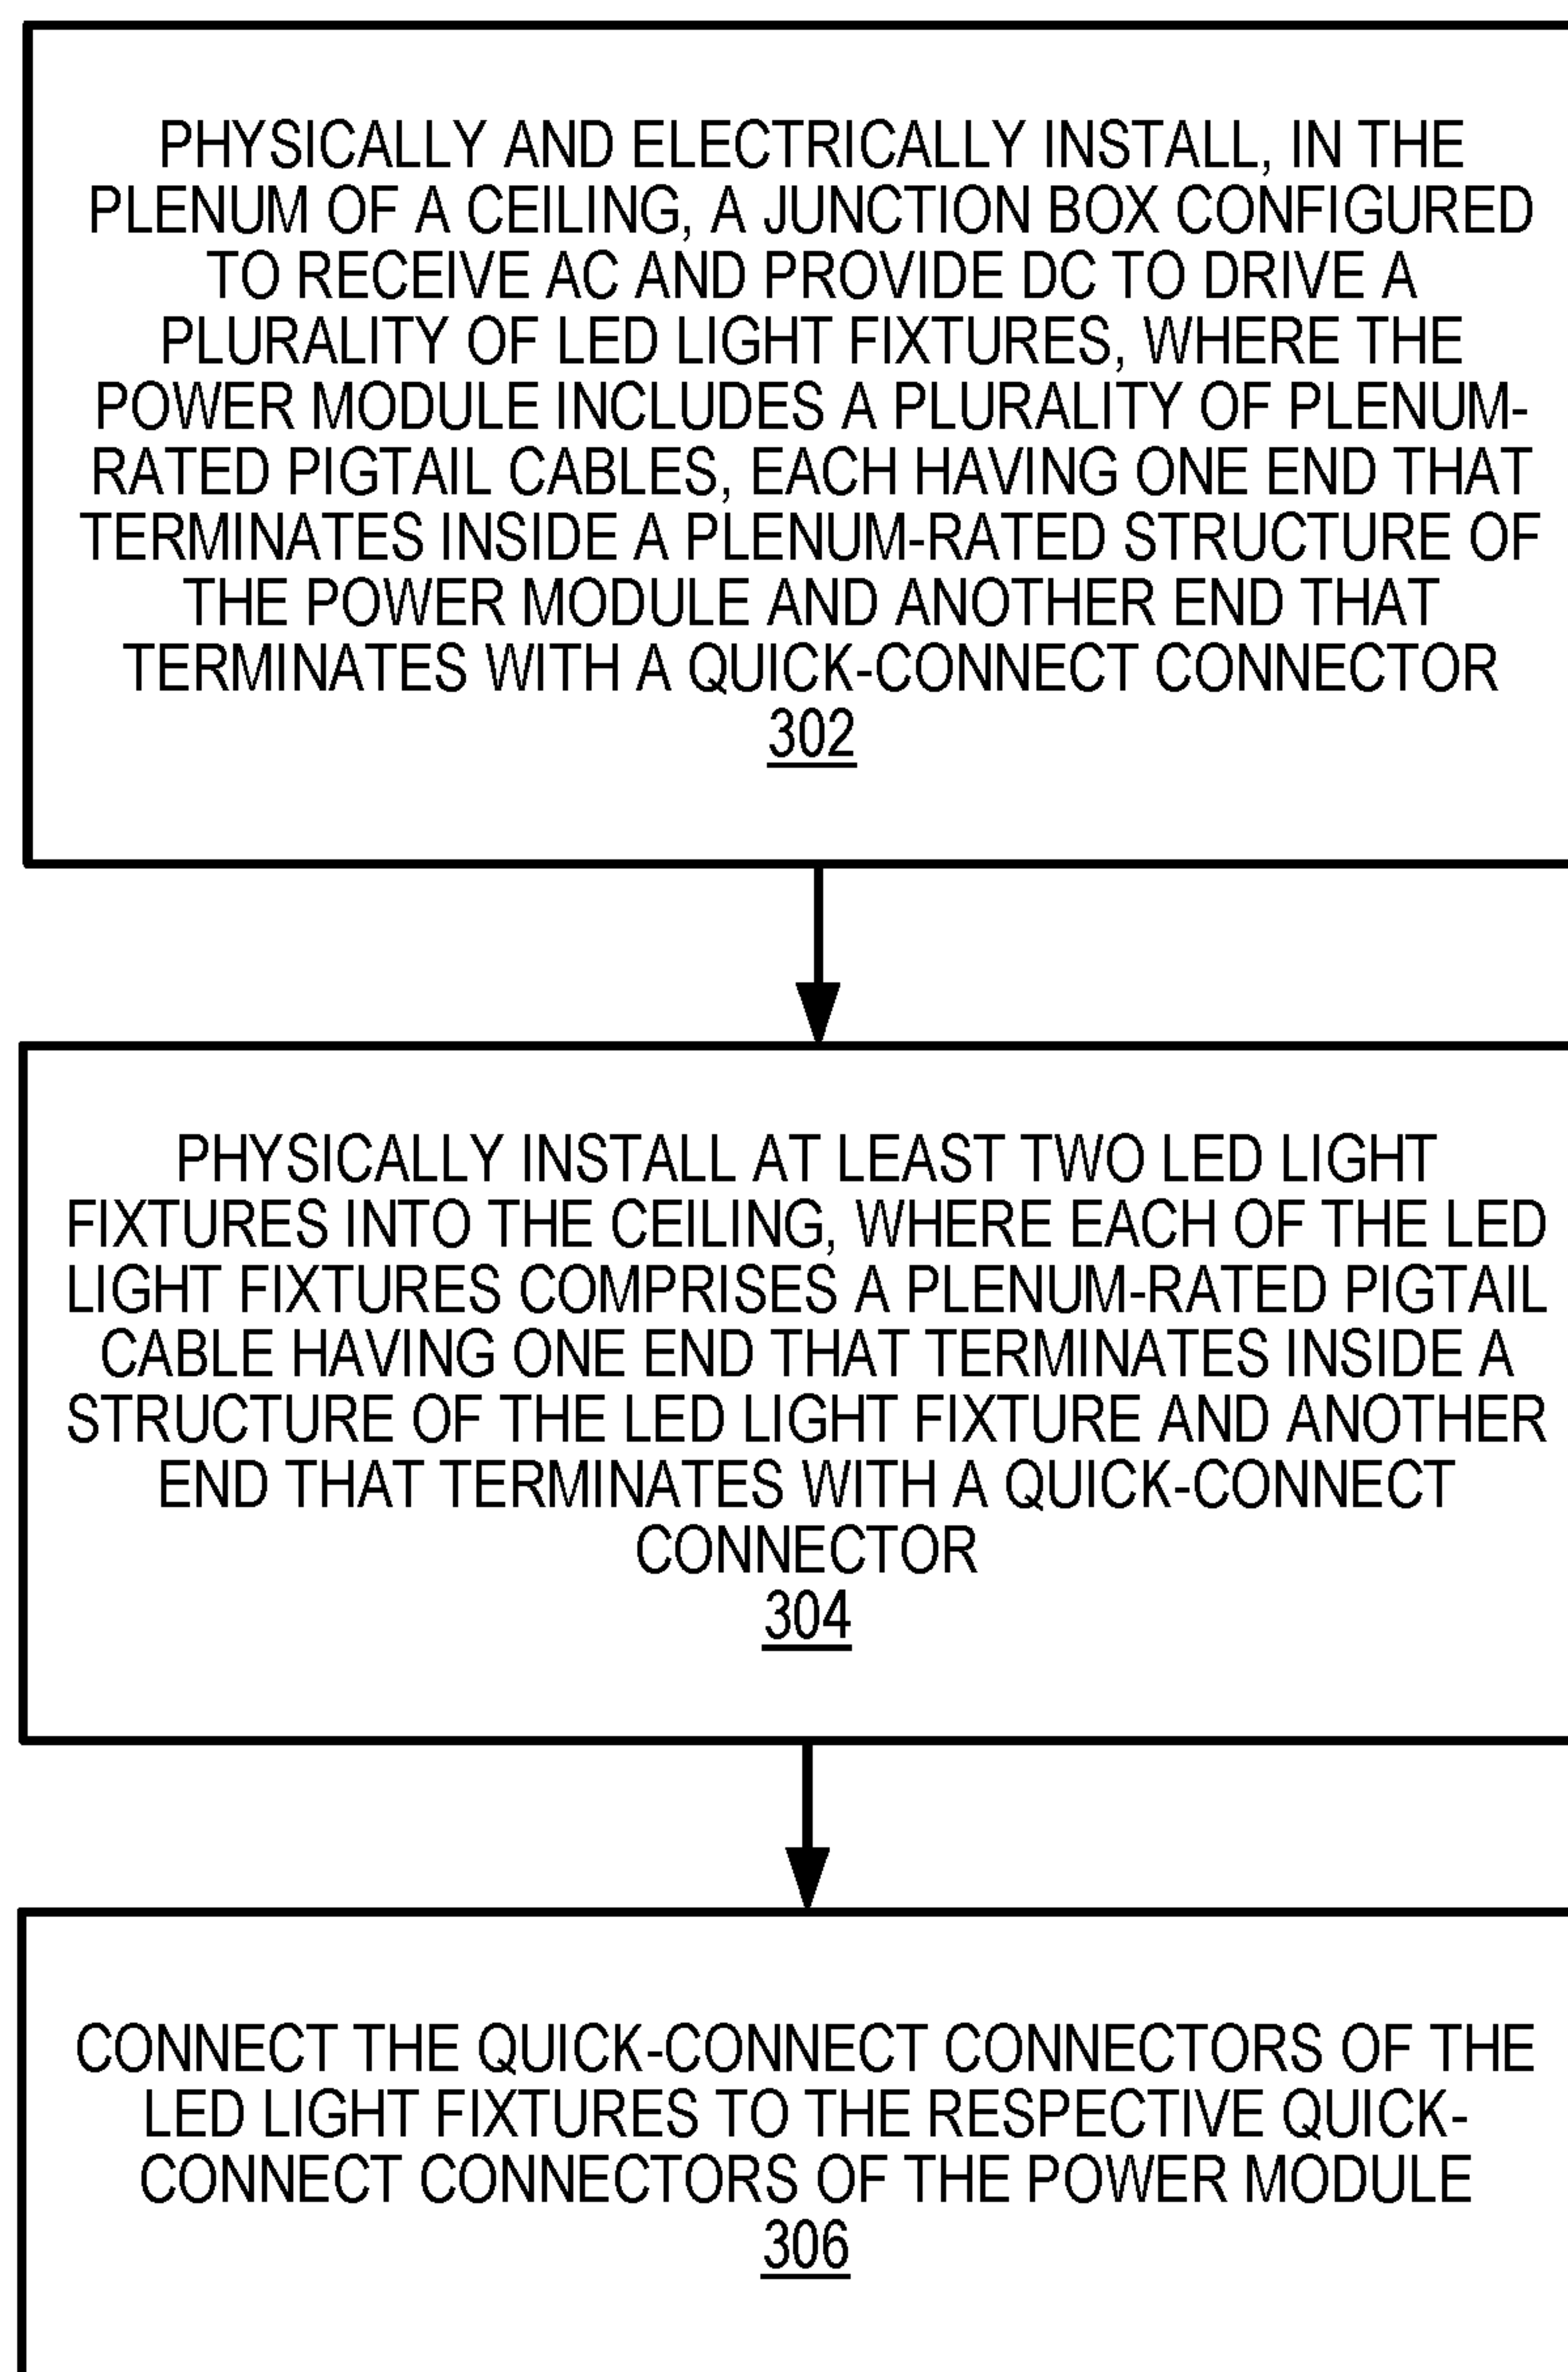 PHYSICALLY AND ELECTRICALLY INSTALL, IN THE
PLENUM OF A CEILING, A JUNCTION BOX CONFIGURED
TO RECEIVE AC AND PROVIDE DC TO DRIVE A
PLURALITY OF LED LIGHT FIXTURES, WHERE THE
POWER MODULE INCLUDES A PLURALITY OF PLENUM-
RATED PIGTAIL CABLES, EACH HAVING ONE END THAT
TERMINATES INSIDE A PLENUM-RATED STRUCTURE OF
THE POWER MODULE AND ANOTHER END THAT
TERMINATES WITH A QUICK-CONNECT CONNECTOR
302
PHYSICALLY INSTALL AT LEAST TWO LED LIGHT
FIXTURES INTO THE CEILING, WHERE EACH OF THE LED
LIGHT FIXTURES COMPRISES A PLENUM-RATED PIGTAIL
CABLE HAVING ONE END THAT TERMINATES INSIDE A
STRUCTURE OF THE LED LIGHT FIXTURE AND ANOTHER
END THAT TERMINATES WITH A QUICK-CONNECT
CONNECTOR
304
CONNECT THE QUICK-CONNECT CONNECTORS OF THE
LED LIGHT FIXTURES TO THE RESPECTIVE QUICK-
CONNECT CONNECTORS OF THE POWER MODULE
306